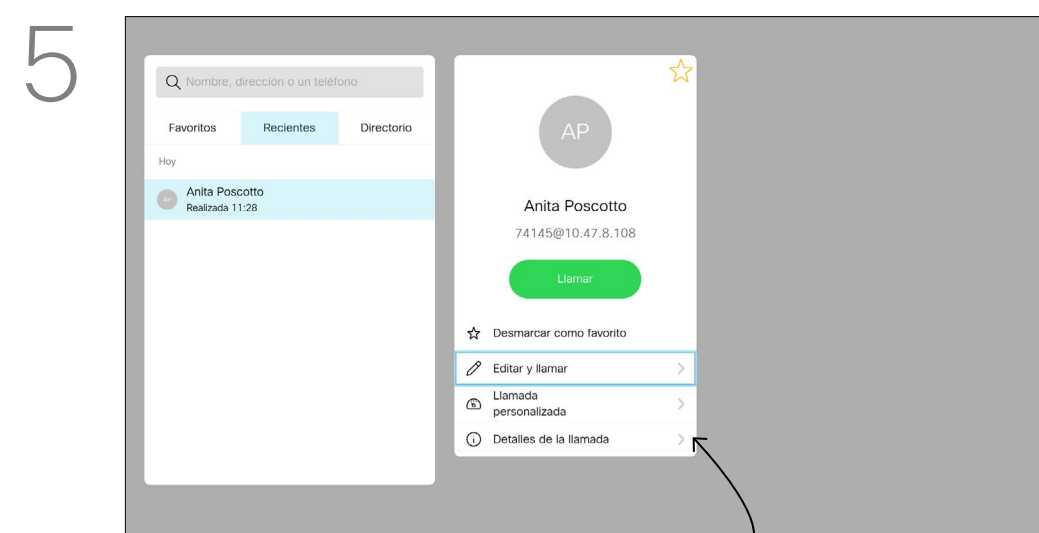 5
Nombre, dirección o un teléfono
Favoritos Recientes Directorio
Hoy
AP Anita Poscotto
Realizada 11:28
AP
Anita Poscotto
74145@10.47.8.108
Llamar
Desmarcar como favorito
Editar y llamar
Llamada
personalizada
Detalles de la llamada